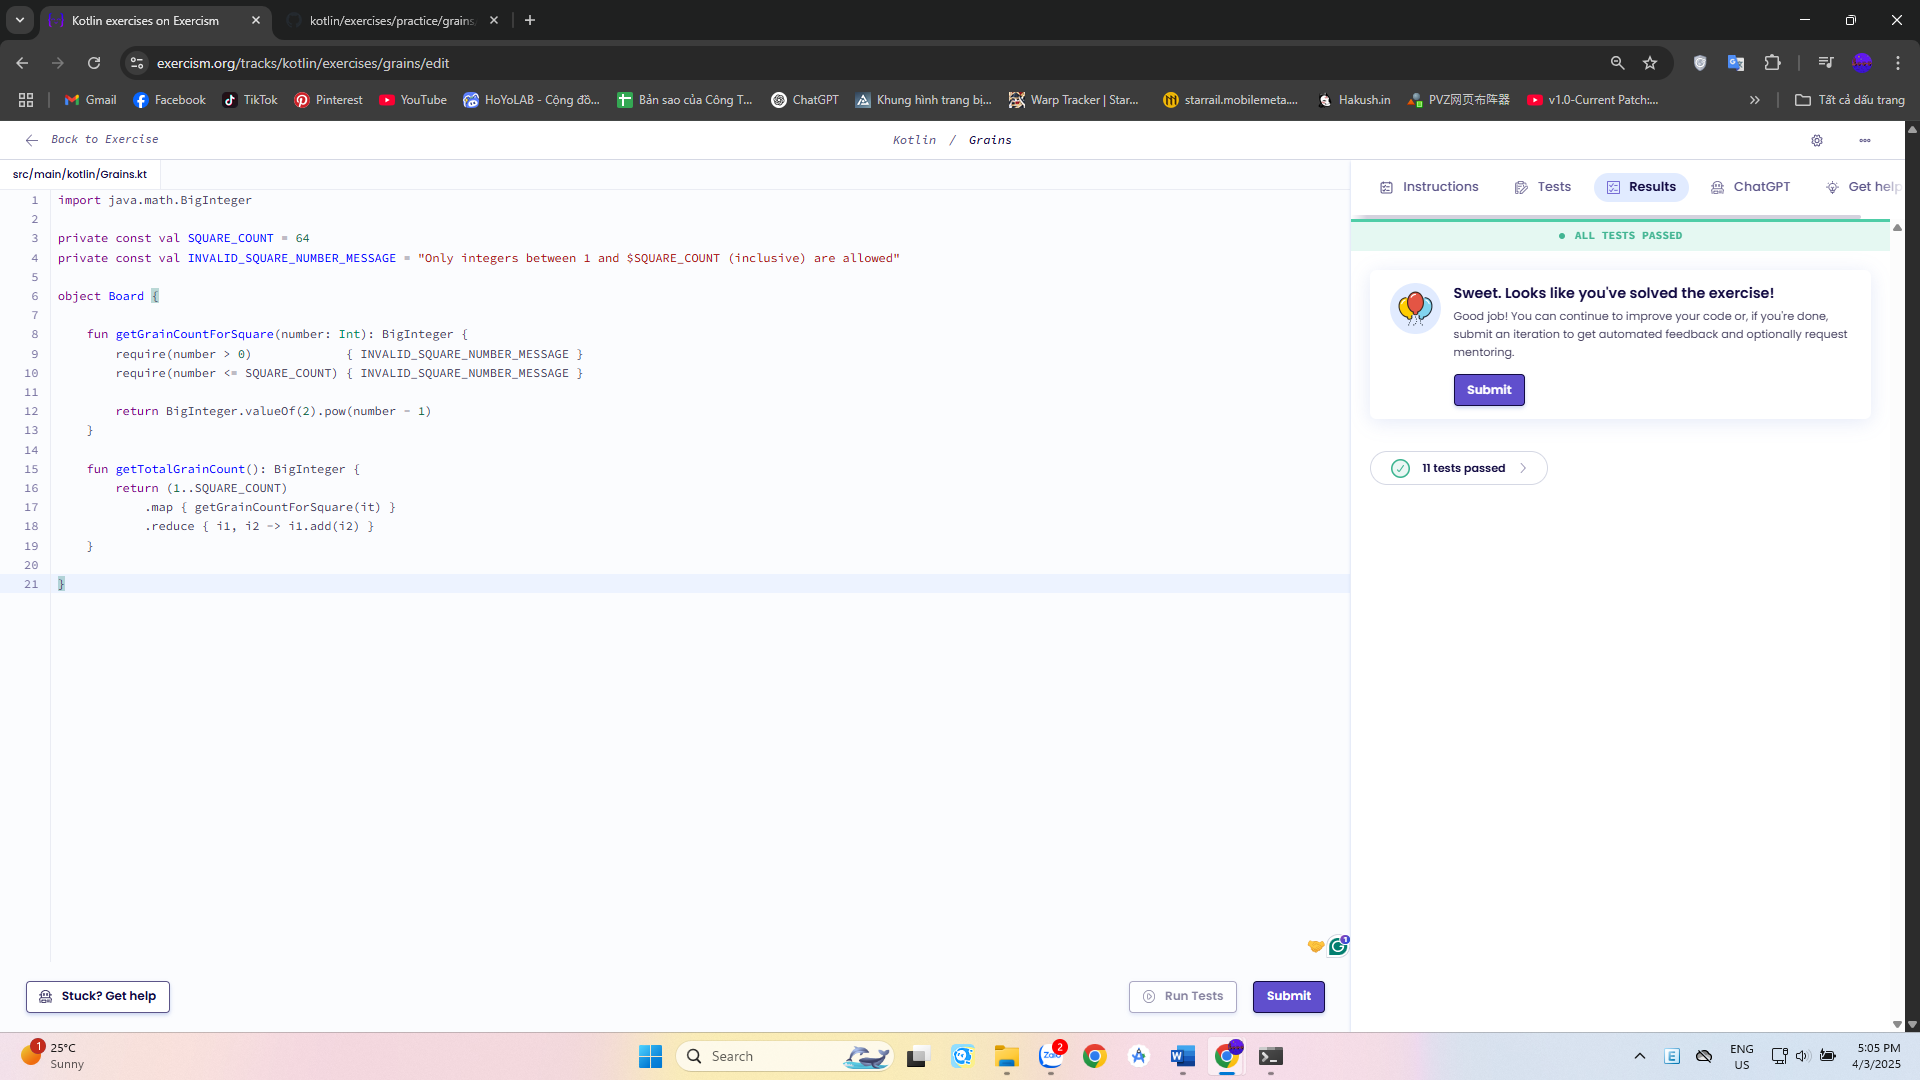 Kotlin exercises on Exercism
kotlin/exercises/practice/grains
exercism.org/tracks/kotlin/exercises/grains/edit
Gmail
Facebook
TikTok
Pinterest
YouTube
HoYoLAB - Cộng đồ...
Bản sao của Công T...
ChatGPT
Khung hình trang bị...
Warp Tracker | Star...
starrail.mobilemeta....
Hakush.in
PVZ网页布阵器
v1.0-Current Patch:...
Tất cả dấu trang
Back to Exercise
Kotlin / Grains
src/main/kotlin/Grains.kt
1 import java.math.BigInteger
2
3 private const val SQUARE_COUNT = 64
4 private const val INVALID_SQUARE_NUMBER_MESSAGE = "Only integers between 1 and $SQUARE_COUNT (inclusive) are allowed"
5
6 object Board {
7
8 fun getGrainCountForSquare(number: Int): BigInteger {
9 require(number > 0) { INVALID_SQUARE_NUMBER_MESSAGE }
10 require(number <= SQUARE_COUNT) { INVALID_SQUARE_NUMBER_MESSAGE }
11
12 return BigInteger.valueOf(2).pow(number - 1)
13 }
14
15 fun getTotalGrainCount(): BigInteger {
16 return (1..SQUARE_COUNT)
17 .map { getGrainCountForSquare(it) }
18 .reduce { i1, i2 -> i1.add(i2) }
19 }
20
21 }
Stuck? Get help
Run Tests
Submit
Instructions
Tests
Results
ChatGPT
Get help
ALL TESTS PASSED
Sweet. Looks like you've solved the exercise!
Good job! You can continue to improve your code or, if you're done,
submit an iteration to get automated feedback and optionally request
mentoring.
Submit
11 tests passed
1
1
25°C
Sunny
Search
Zalo
2
ENG
US
5:05 PM
4/3/2025